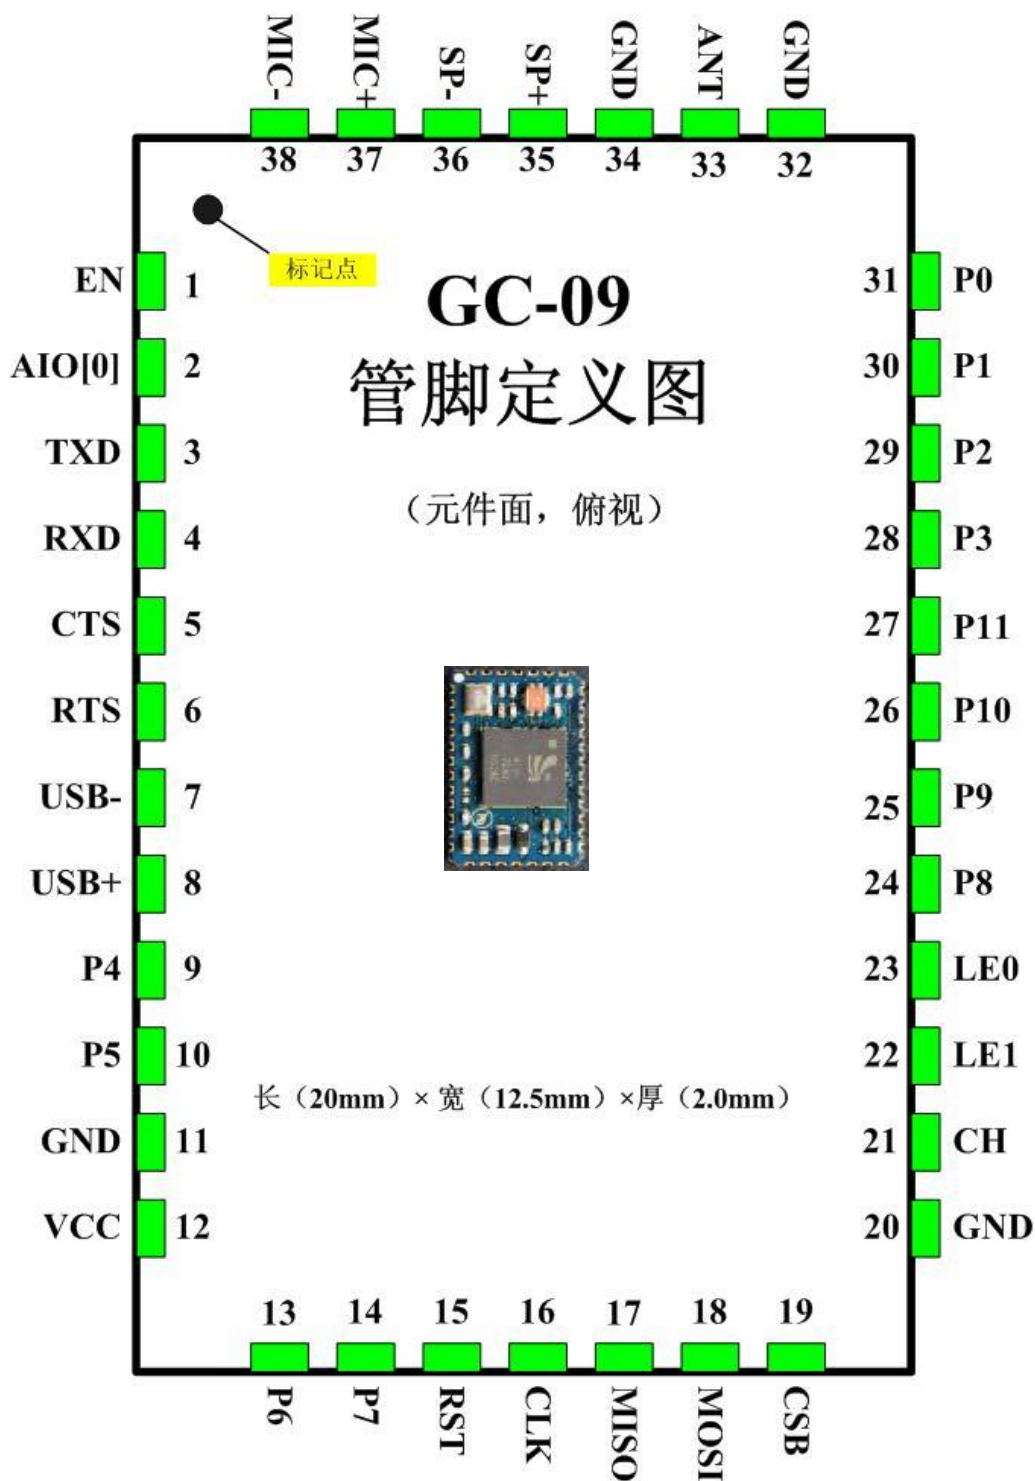 MIC-
MIC+
SP-
SP+
GND
ANT
GND
38
37
36
35
34
33
32
标记点
GC-09
管脚定义图
（元件面，俯视）
EN 1
AIO[0] 2
TXD 3
RXD 4
CTS 5
RTS 6
USB- 7
USB+ 8
P4 9
P5 10
GND 11
VCC 12
31 P0
30 P1
29 P2
28 P3
27 P11
26 P10
25 P9
24 P8
23 LE0
22 LE1
21 CH
20 GND
长（20mm）× 宽（12.5mm）×厚（2.0mm）
13
14
15
16
17
18
19
P6
P7
RST
CLK
MISO
MOSI
CSB